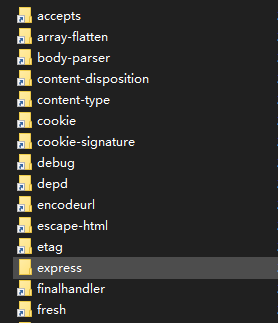 accepts
array-flatten
body-parser
content-disposition
content-type
cookie
cookie-signature
debug
depd
encodeurl
escape-html
etag
express
finalhandler
fresh